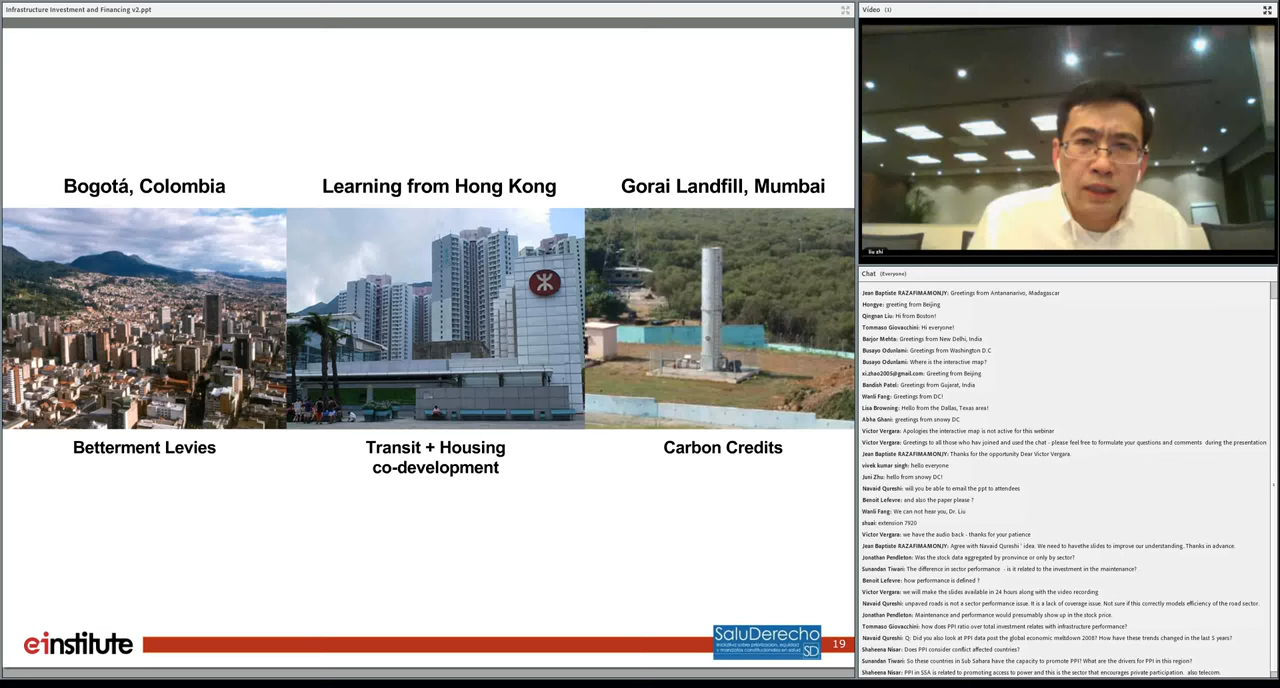 Infrastructure Investment and Financing v2.ppt
Bogotá, Colombia
Learning from Hong Kong
Gorai Landfill, Mumbai
Betterment Levies
Transit + Housing
co-development
Carbon Credits
einstitute
SaluDerecho
SD
19
Video (3)
liu zhi
Chat (Everyone)
Jean Baptiste RAZAFIMAMONJY: Greetings from Antananarivo, Madagascar
Hongye: greeting from Beijing
Qingnan Liu: Hi from Boston!
Tommaso Giovacchini: Hi everyone!
Barjor Mehta: Greetings from New Delhi, India
Busayo Odunlami: Greetings from Washington D.C
Busayo Odunlami: Where is the interactive map?
xi.zhao2005@gmail.com: Greeting from Beijing
Bandish Patel: Greetings from Gujarat, India
Wanli Fang: Greetings from DC!
Lisa Browning: Hello from the Dallas, Texas area!
Abha Ghani: greetings from snowy DC
Victor Vergara: Apologies the interactive map is not active for this webinar
Victor Vergara: Greetings to all those who hav joined and used the chat - please feel free to formulate your questions and comments during the presentation
Jean Baptiste RAZAFIMAMONJY: Thanks for the opportunity Dear Victor Vergara.
vivek kumar singh: hello everyone
Juni Zhu: hello from snowy DC!
Navaid Qureshi: will you be able to email the ppt to attendees
Benoit Lefevre: and also the paper please ?
Wanli Fang: We can not hear you, Dr. Liu
shuai: extension 7920
Victor Vergara: we have the audio back - thanks for your patience
Jean Baptiste RAZAFIMAMONJY: Agree with Navaid Qureshi ' idea. We need to havethe slides to improve our understanding. Thanks in advance.
Jonathan Pendleton: Was the stock data aggregated by pronvince or only by sector?
Sunandan Tiwari: The difference in sector performance - is it related to the investment in the maintenance?
Benoit Lefevre: how performance is defined ?
Victor Vergara: we will make the slides available in 24 hours along with the video recording
Navaid Qureshi: unpaved roads is not a sector performance issue. It is a lack of coverage issue. Not sure if this correctly models efficiency of the road sector.
Jonathan Pendleton: Maintenance and performance would presumably show up in the stock price.
Tommaso Giovacchini: how does PPI ratio over total investment relates with infrastructure performance?
Navaid Qureshi: Q: Did you also look at PPI data post the global economic meltdown 2008? How have these trends changed in the last 5 years?
Shaheena Nisar: Does PPI consider conflict affected countries?
Sunandan Tiwari: So these countries in Sub Sahara have the capacity to promote PPI? What are the drivers for PPI in this region?
Shaheena Nisar: PPI in SSA is related to promoting access to power and this is the sector that encourages private participation. also telecom.